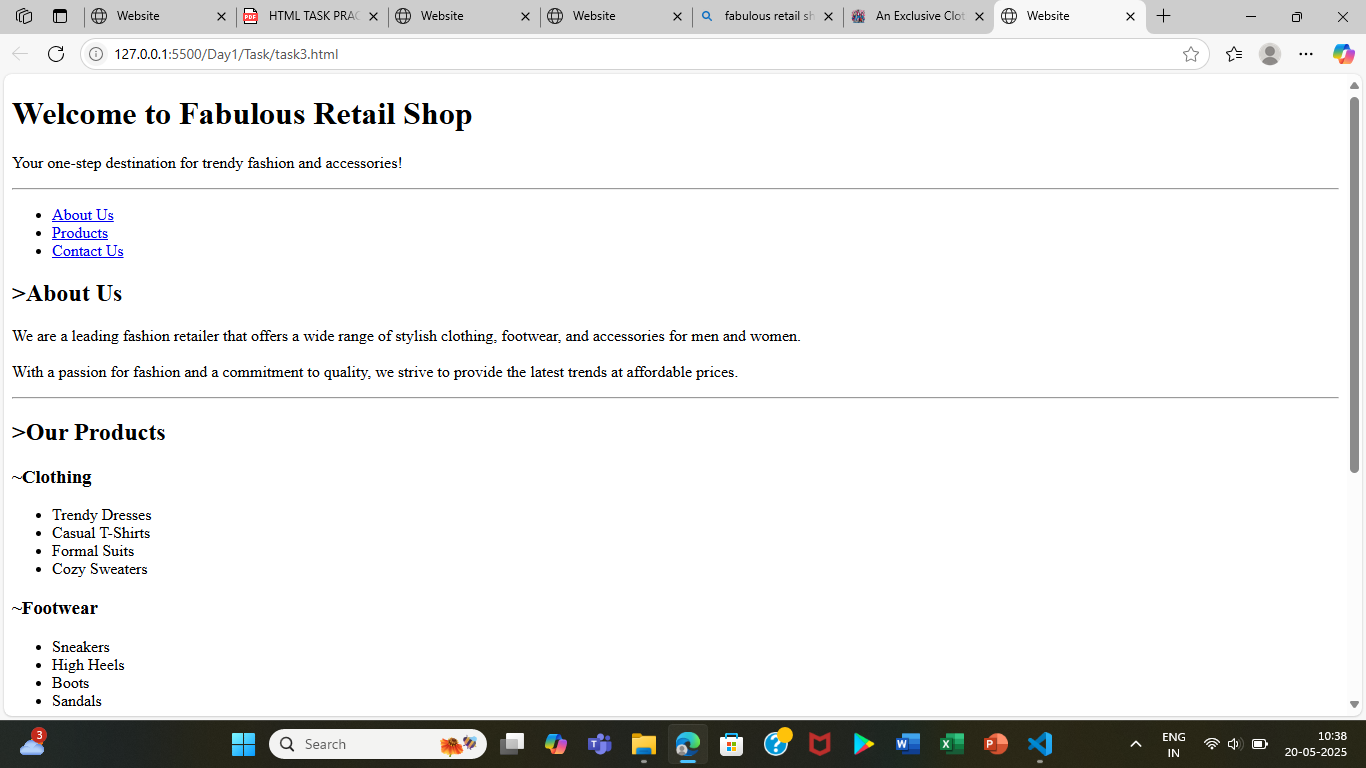 Website
HTML TASK PRAC
Website
Website
fabulous retail sh
An Exclusive Clot
Website
127.0.0.1:5500/Day1/Task/task3.html
Welcome to Fabulous Retail Shop
Your one-step destination for trendy fashion and accessories!
• About Us
• Products
• Contact Us
>About Us
We are a leading fashion retailer that offers a wide range of stylish clothing, footwear, and accessories for men and women.
With a passion for fashion and a commitment to quality, we strive to provide the latest trends at affordable prices.
>Our Products
~Clothing
• Trendy Dresses
• Casual T-Shirts
• Formal Suits
• Cozy Sweaters
~Footwear
• Sneakers
• High Heels
• Boots
• Sandals
3
Search
ENG
IN
10:38
20-05-2025